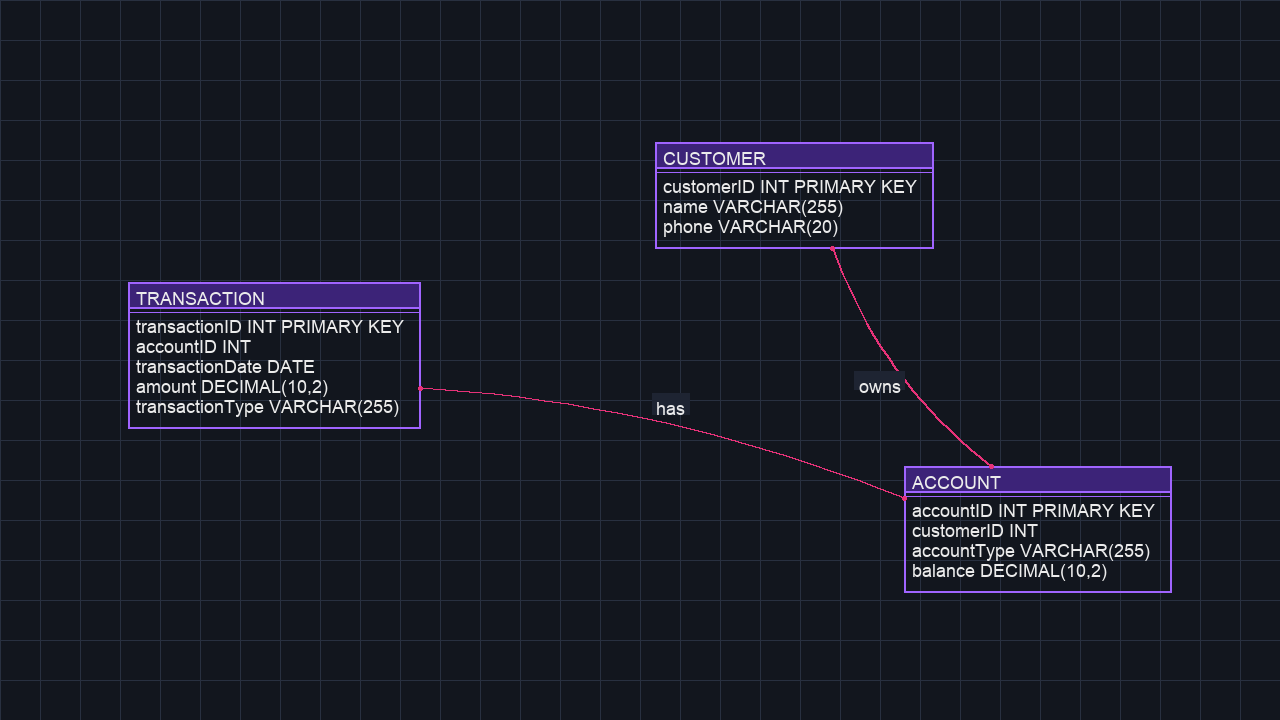 CUSTOMER
customerID INT PRIMARY KEY
name VARCHAR(255)
phone VARCHAR(20)
TRANSACTION
transactionID INT PRIMARY KEY
accountID INT
transactionDate DATE
amount DECIMAL(10,2)
transactionType VARCHAR(255)
owns
has
ACCOUNT
accountID INT PRIMARY KEY
customerID INT
accountType VARCHAR(255)
balance DECIMAL(10,2)